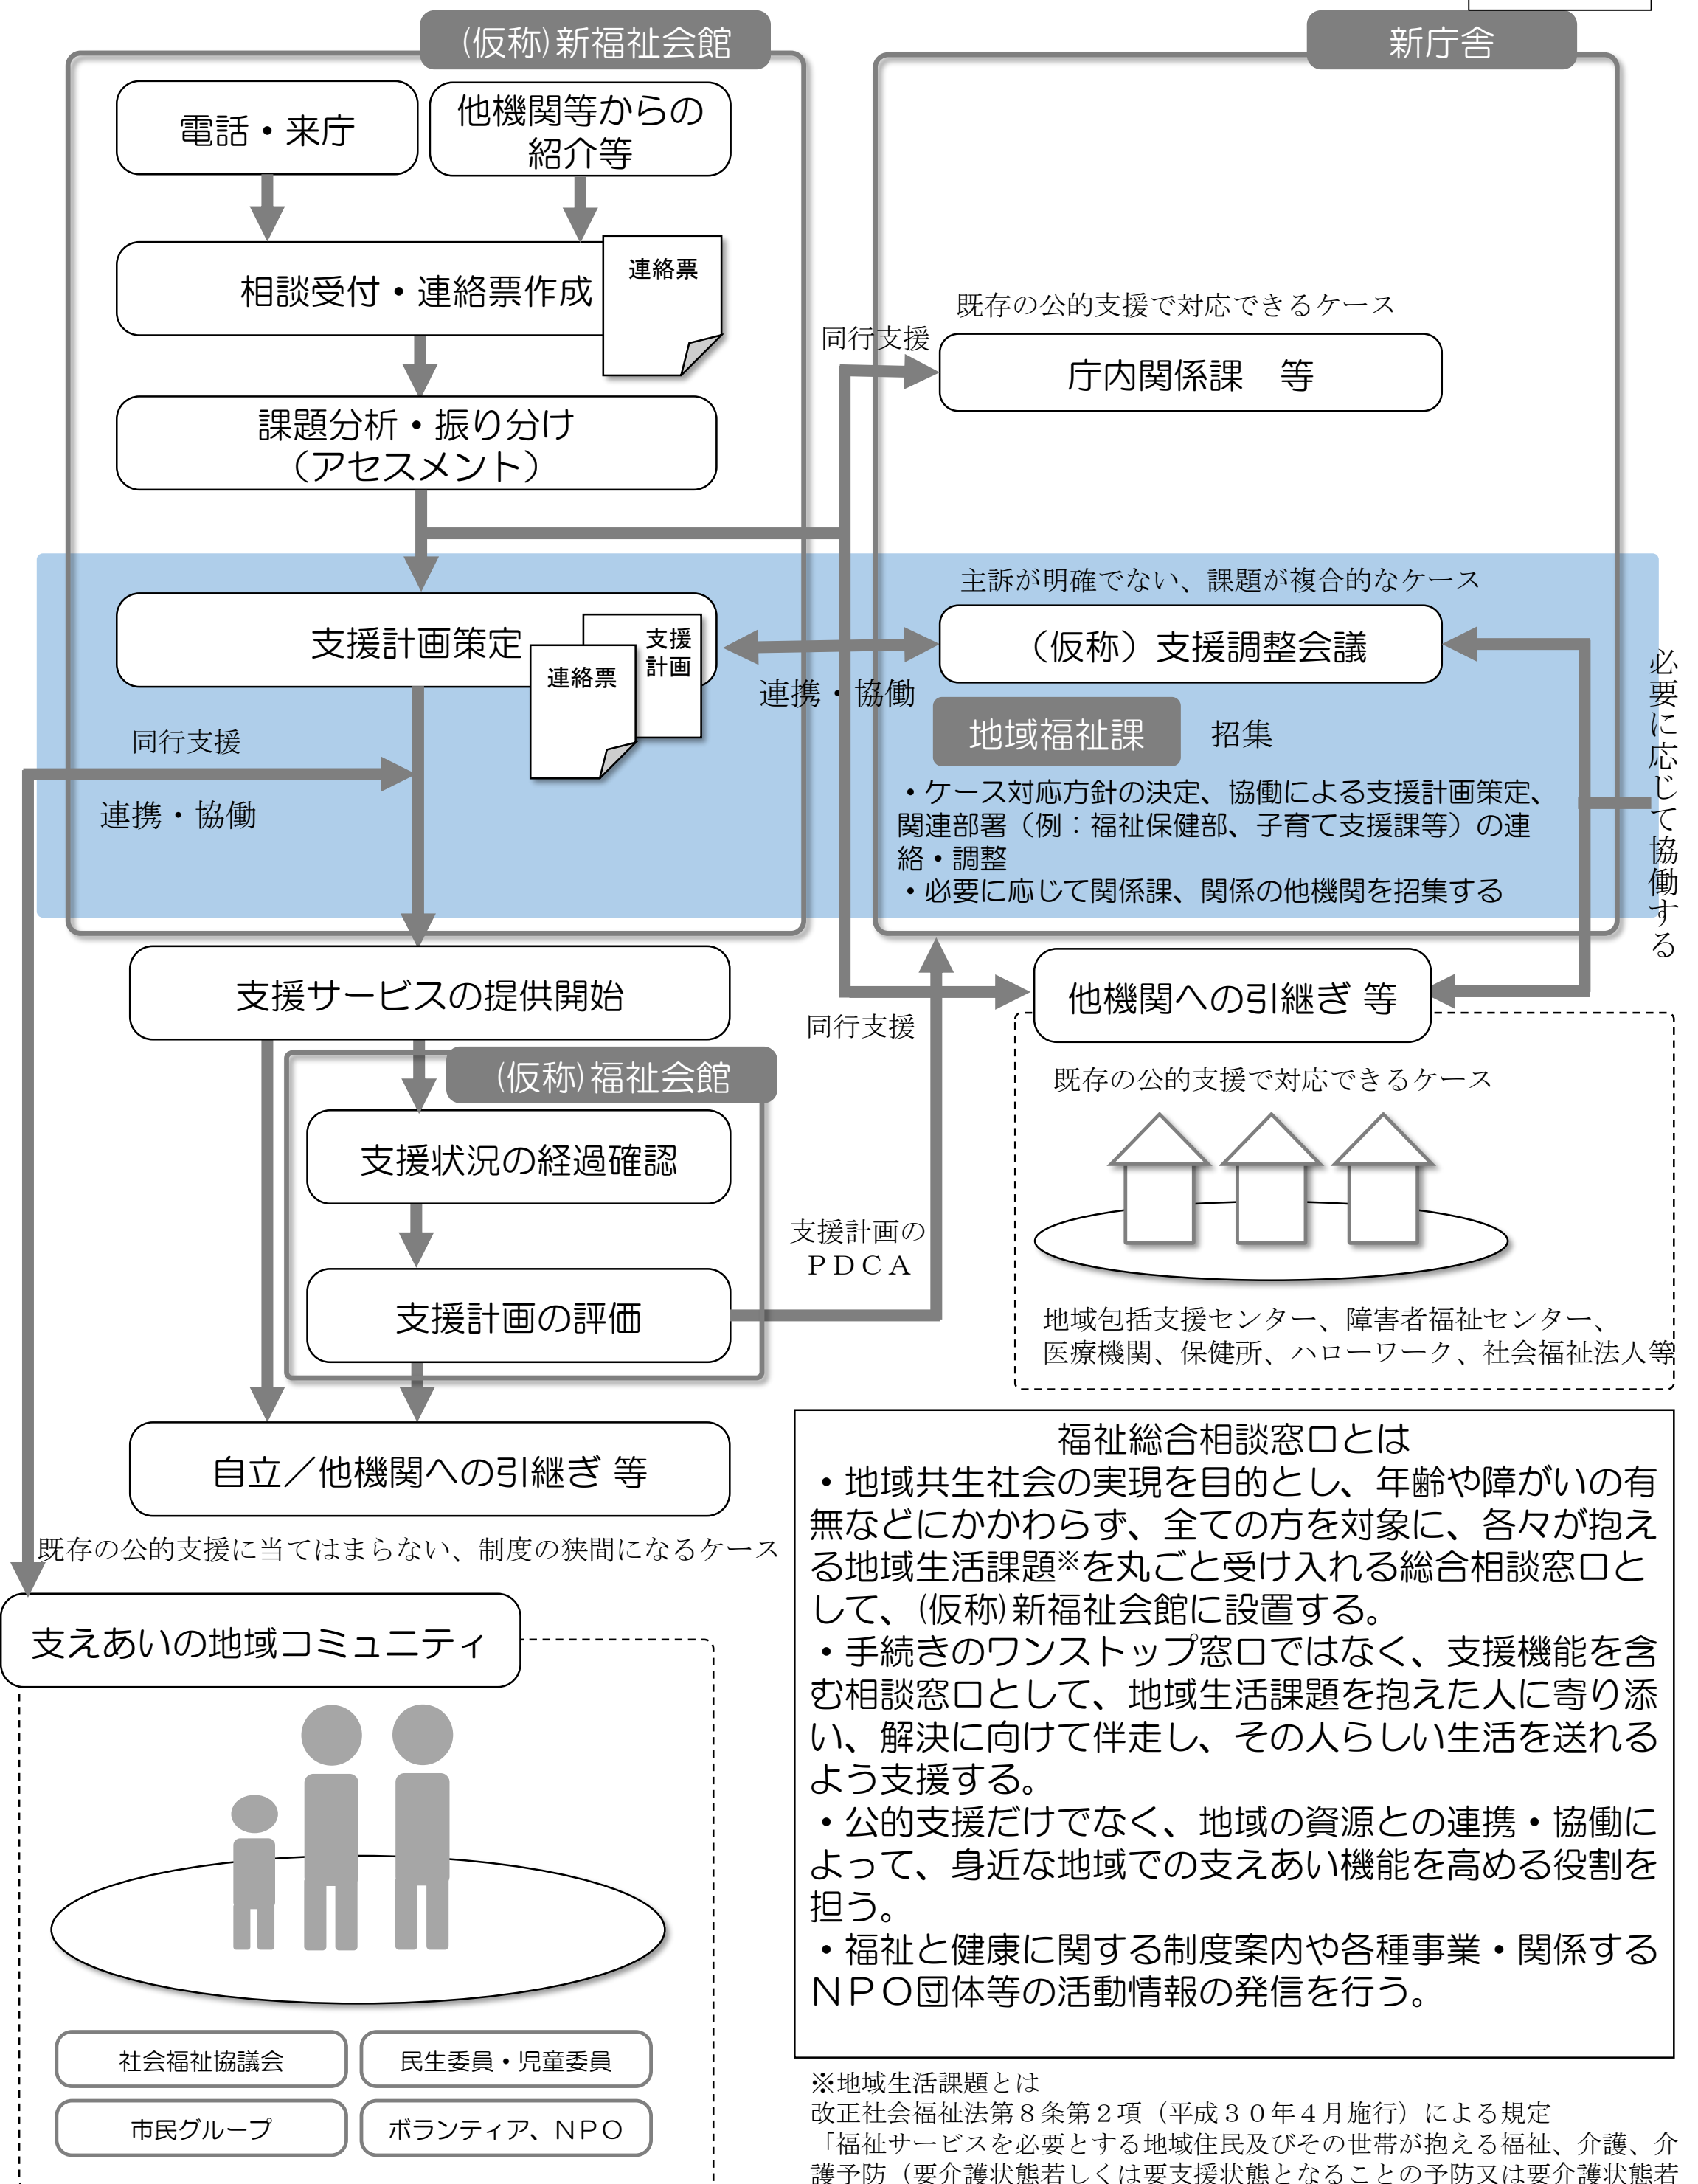 (仮称)新福祉会館
新庁舎
電話・来庁
他機関等からの
紹介等
相談受付・連絡票作成
連絡票
課題分析・振り分け
（アセスメント）
同行支援
既存の公的支援で対応できるケース
庁内関係課　等
主訴が明確でない、課題が複合的なケース
支援計画策定
連絡票
支援
計画
連携・協働
（仮称）支援調整会議
地域福祉課
招集
・ケース対応方針の決定、協働による支援計画策定、
関連部署（例：福祉保健部、子育て支援課等）の連
絡・調整
・必要に応じて関係課、関係の他機関を招集する
必要に応じて協働する
同行支援
連携・協働
支援サービスの提供開始
同行支援
他機関への引継ぎ 等
既存の公的支援で対応できるケース
地域包括支援センター、障害者福祉センター、
医療機関、保健所、ハローワーク、社会福祉法人等
(仮称)福祉会館
支援状況の経過確認
支援計画の評価
支援計画の
ＰＤＣＡ
自立／他機関への引継ぎ 等
既存の公的支援に当てはまらない、制度の狭間になるケース
支えあいの地域コミュニティ
社会福祉協議会
民生委員・児童委員
市民グループ
ボランティア、ＮＰＯ
福祉総合相談窓口とは
・地域共生社会の実現を目的とし、年齢や障がいの有
無などにかかわらず、全ての方を対象に、各々が抱え
る地域生活課題※を丸ごと受け入れる総合相談窓口と
して、(仮称)新福祉会館に設置する。
・手続きのワンストップ窓口ではなく、支援機能を含
む相談窓口として、地域生活課題を抱えた人に寄り添
い、解決に向けて伴走し、その人らしい生活を送れる
よう支援する。
・公的支援だけでなく、地域の資源との連携・協働に
よって、身近な地域での支えあい機能を高める役割を
担う。
・福祉と健康に関する制度案内や各種事業・関係する
ＮＰＯ団体等の活動情報の発信を行う。
※地域生活課題とは
改正社会福祉法第８条第２項（平成３０年４月施行）による規定
「福祉サービスを必要とする地域住民及びその世帯が抱える福祉、介護、介
護予防（要介護状態若しくは要支援状態となることの予防又は要介護状態若